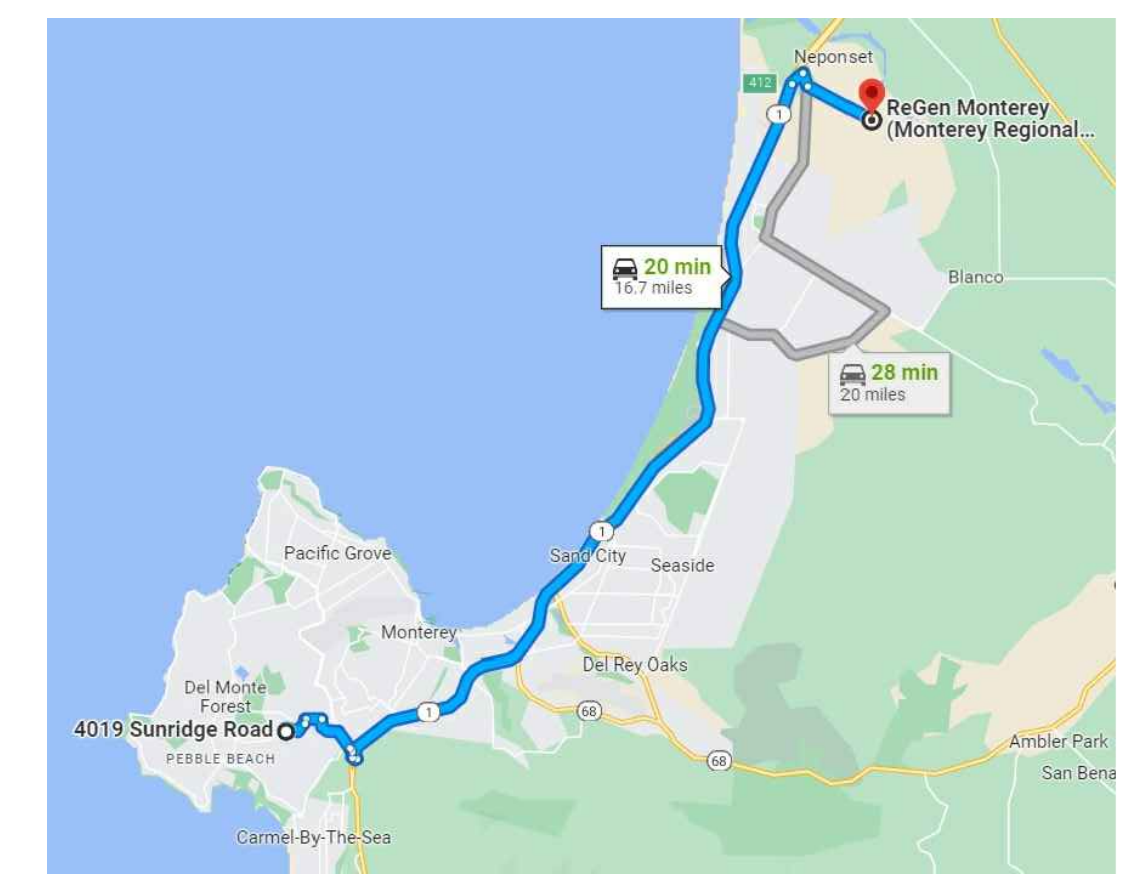 Neponset
412
1
ReGen Monterey
(Monterey Regional...
20 min
16.7 miles
Blanco
28 min
20 miles
1
Sand City
Seaside
Pacific Grove
Monterey
Del Rey Oaks
Del Monte
Forest
68
1
4019 Sunridge Road
PEBBLE BEACH
68
Ambler Park
San Bena
Carmel-By-The-Sea